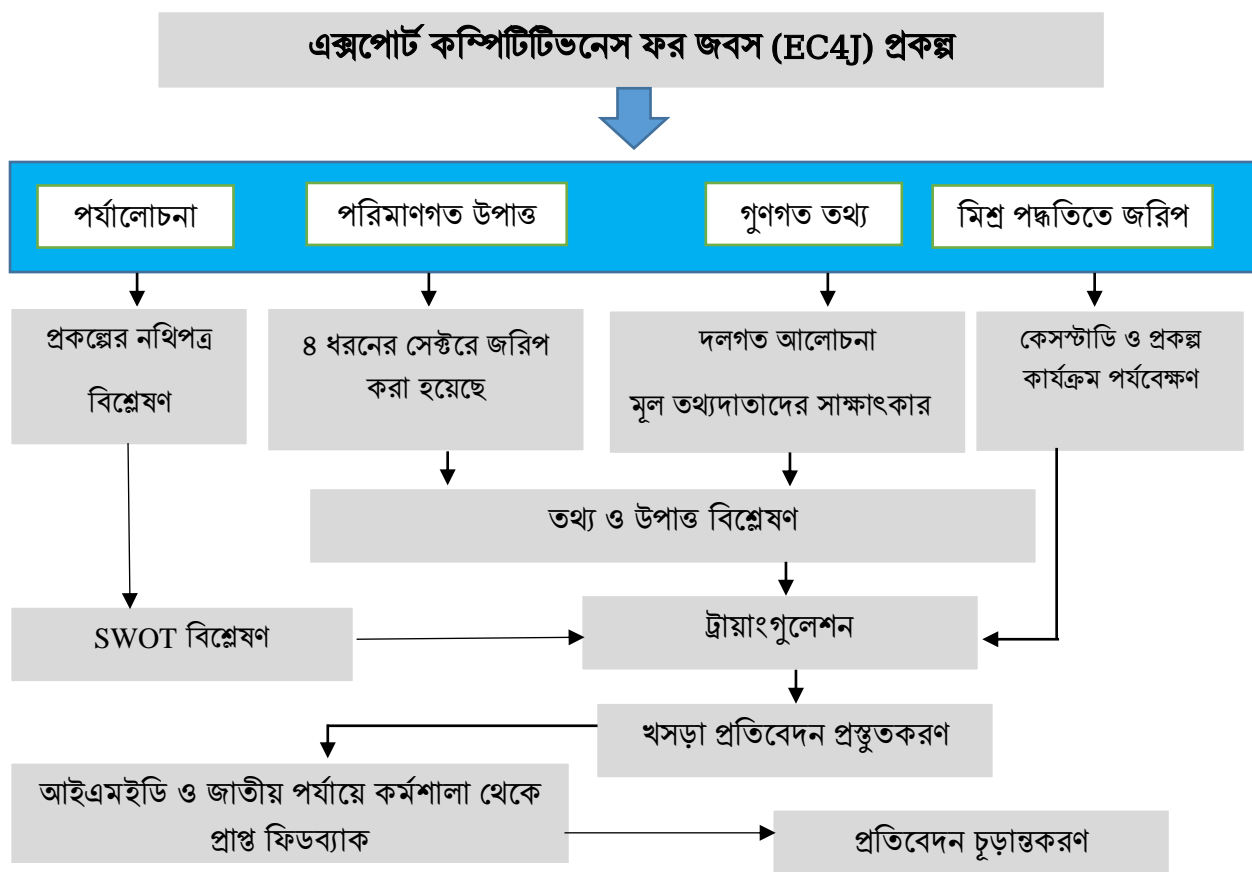 এক্সপোর্ট কম্পিটিটিভনেস ফর জবস (EC4J) প্রকল্প
পর্যালোচনা
পরিমাণগত উপাত্ত
গুণগত তথ্য
মিশ্র পদ্ধতিতে জরিপ
প্রকল্পের নথিপত্র
বিশ্লেষণ
৪ ধরনের সেক্টরে জরিপ
করা হয়েছে
দলগত আলোচনা
মূল তথ্যদাতাদের সাক্ষাৎকার
কেসস্টাডি ও প্রকল্প
কার্যক্রম পর্যবেক্ষণ
তথ্য ও উপাত্ত বিশ্লেষণ
SWOT বিশ্লেষণ
ট্রায়াংগুলেশন
খসড়া প্রতিবেদন প্রস্তুতকরণ
আইএমইডি ও জাতীয় পর্যায়ে কর্মশালা থেকে
প্রাপ্ত ফিডব্যাক
প্রতিবেদন চূড়ান্তকরণ